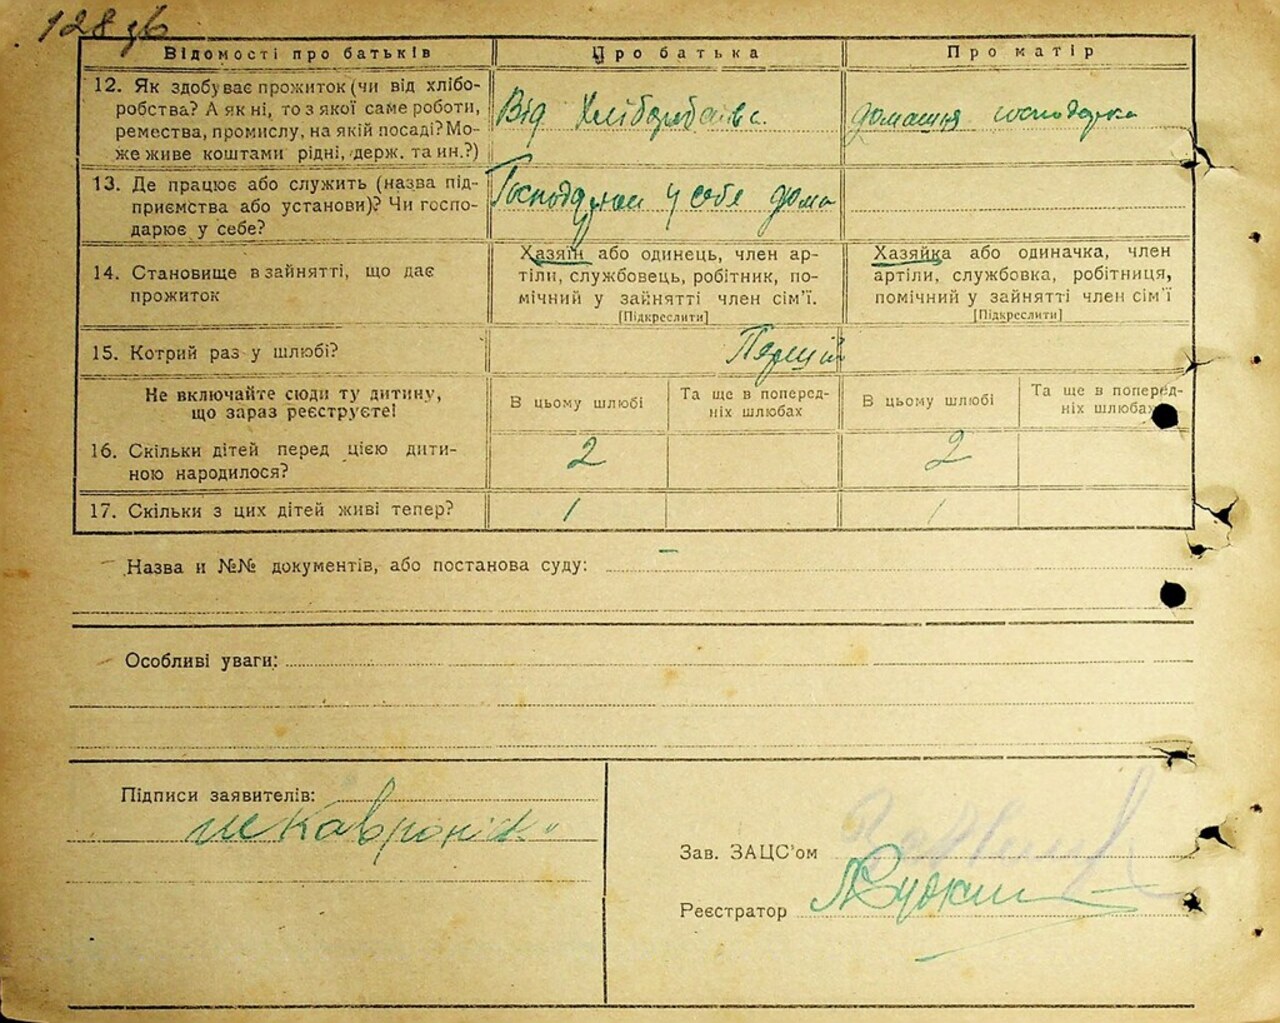 128 зв
Відомості про батьків
Про батька
Про матір
12. Як здобуває прожиток (чи від хлібо-
робства? А як ні, то з якої саме роботи,
ремества, промислу, на якій посаді? Мо-
же живе коштами рідні, держ. та ин.?)
Від Хліборобства.
домашня господарка
13. Де працює або служить (назва під-
приємства або установи)? Чи госпо-
дарює у себе?
у себе дома
14. Становище в зайнятті, що дає
прожиток
Хазяїн або одинець, член ар-
тіли, службовець, робітник, по-
мічний у зайнятті член сім'ї.
[Підкреслити]
Хазяйка або одиначка, член
артіли, службовка, робітниця,
помічний у зайнятті член сім'ї
[Підкреслити]
15. Котрий раз у шлюбі?
Перший
Не включайте сюди ту дитину,
що зараз реєструєте!
В цьому шлюбі
Та ще в поперед-
ніх шлюбах
В цьому шлюбі
Та ще в поперед-
ніх шлюбах
16. Скільки дітей перед цією дити-
ною народилося?
2
2
17. Скільки з цих дітей живі тепер?
1
1
Назва и №№ документів, або постанова суду: —
Особливі уваги:
Підписи заявителів:
Зав. ЗАЦС'ом
Реєстратор